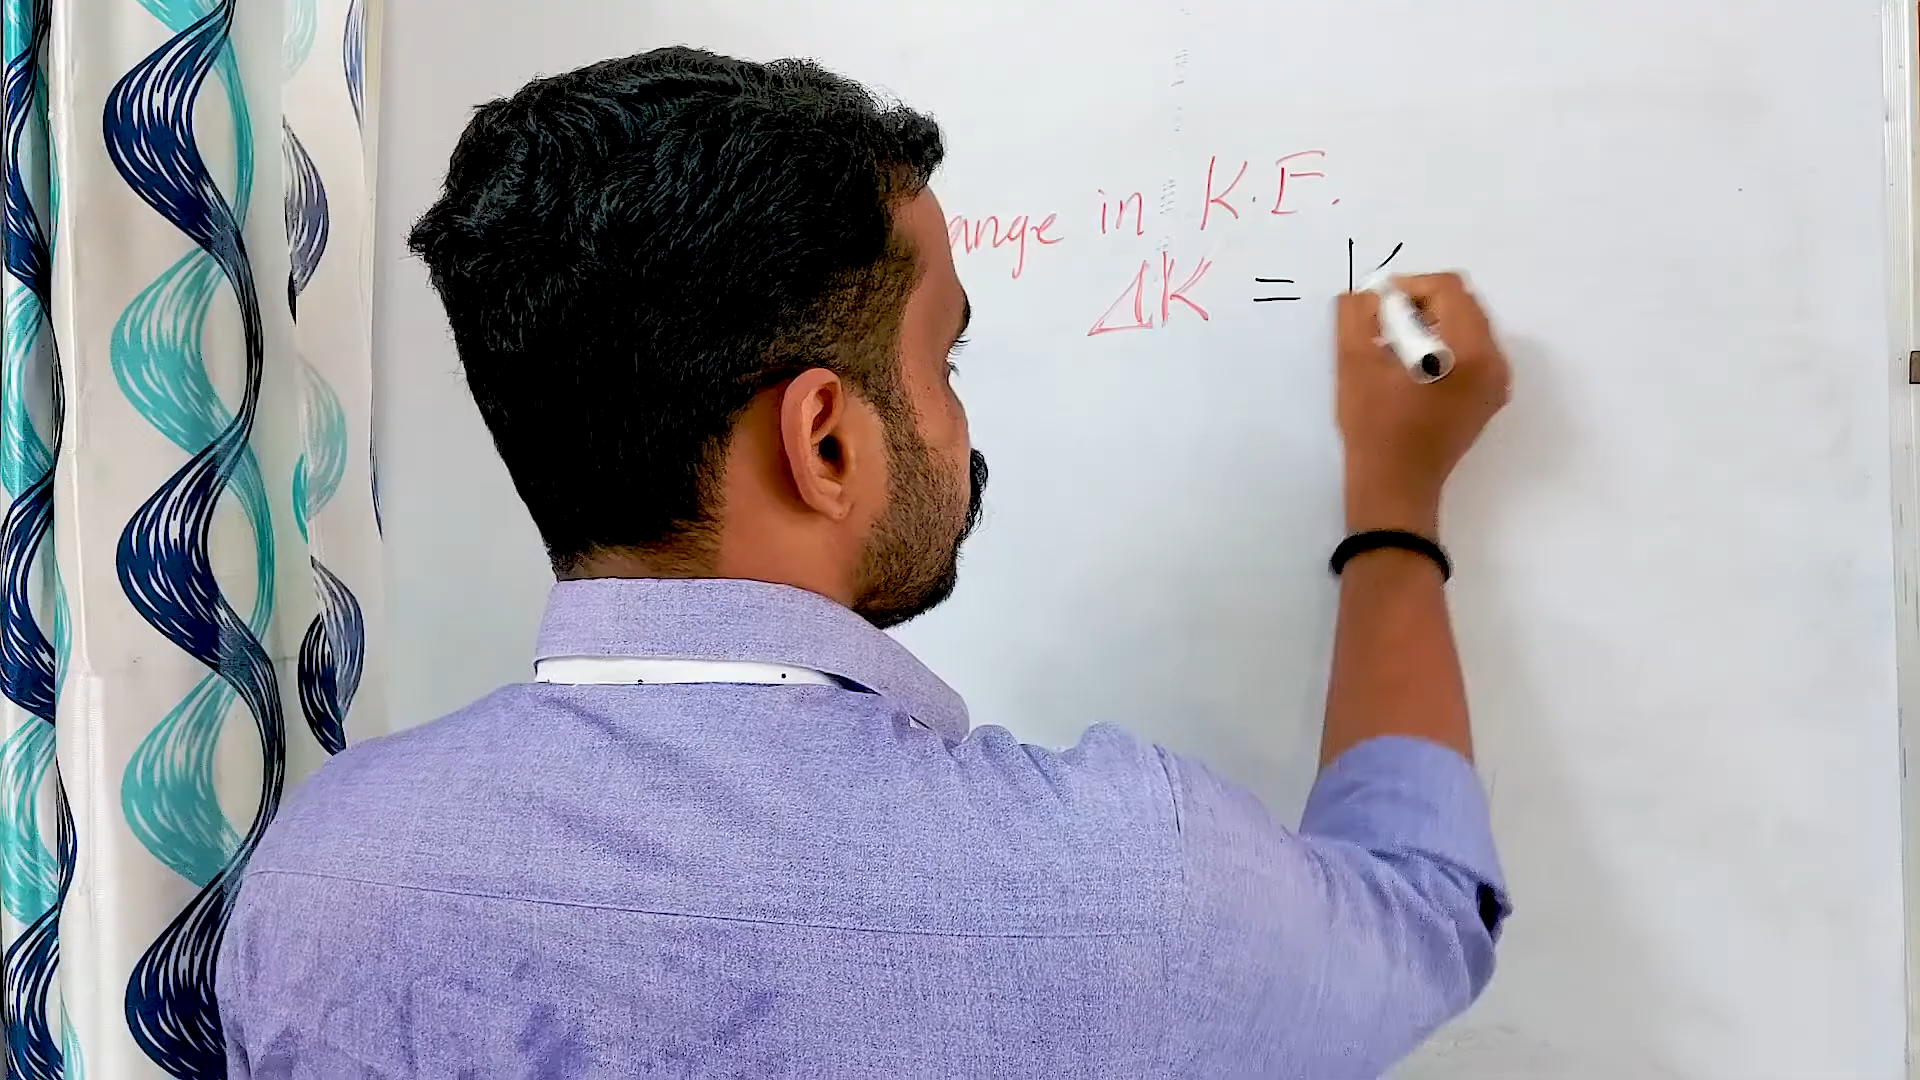 ange in K.E.
ΔK = K